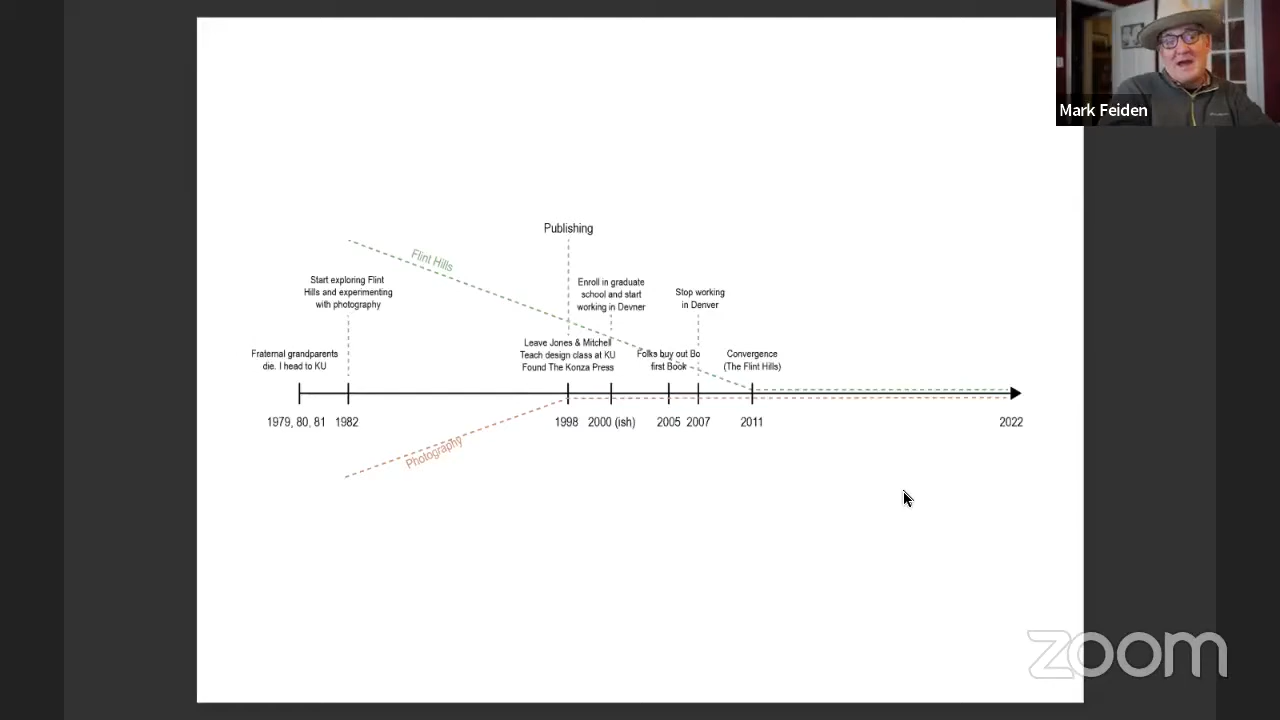 Mark Feiden
Publishing
Flint Hills
Start exploring Flint
Hills and experimenting
with photography
Enroll in graduate
school and start
working in Devner
Stop working
in Denver
Fraternal grandparents
die. I head to KU
Leave Jones & Mitchell
Teach design class at KU
Found The Konza Press
Folks buy out Bo
first Book
Convergence
(The Flint Hills)
1979, 80, 81
1982
1998
2000 (ish)
2005
2007
2011
2022
Photography
zoom